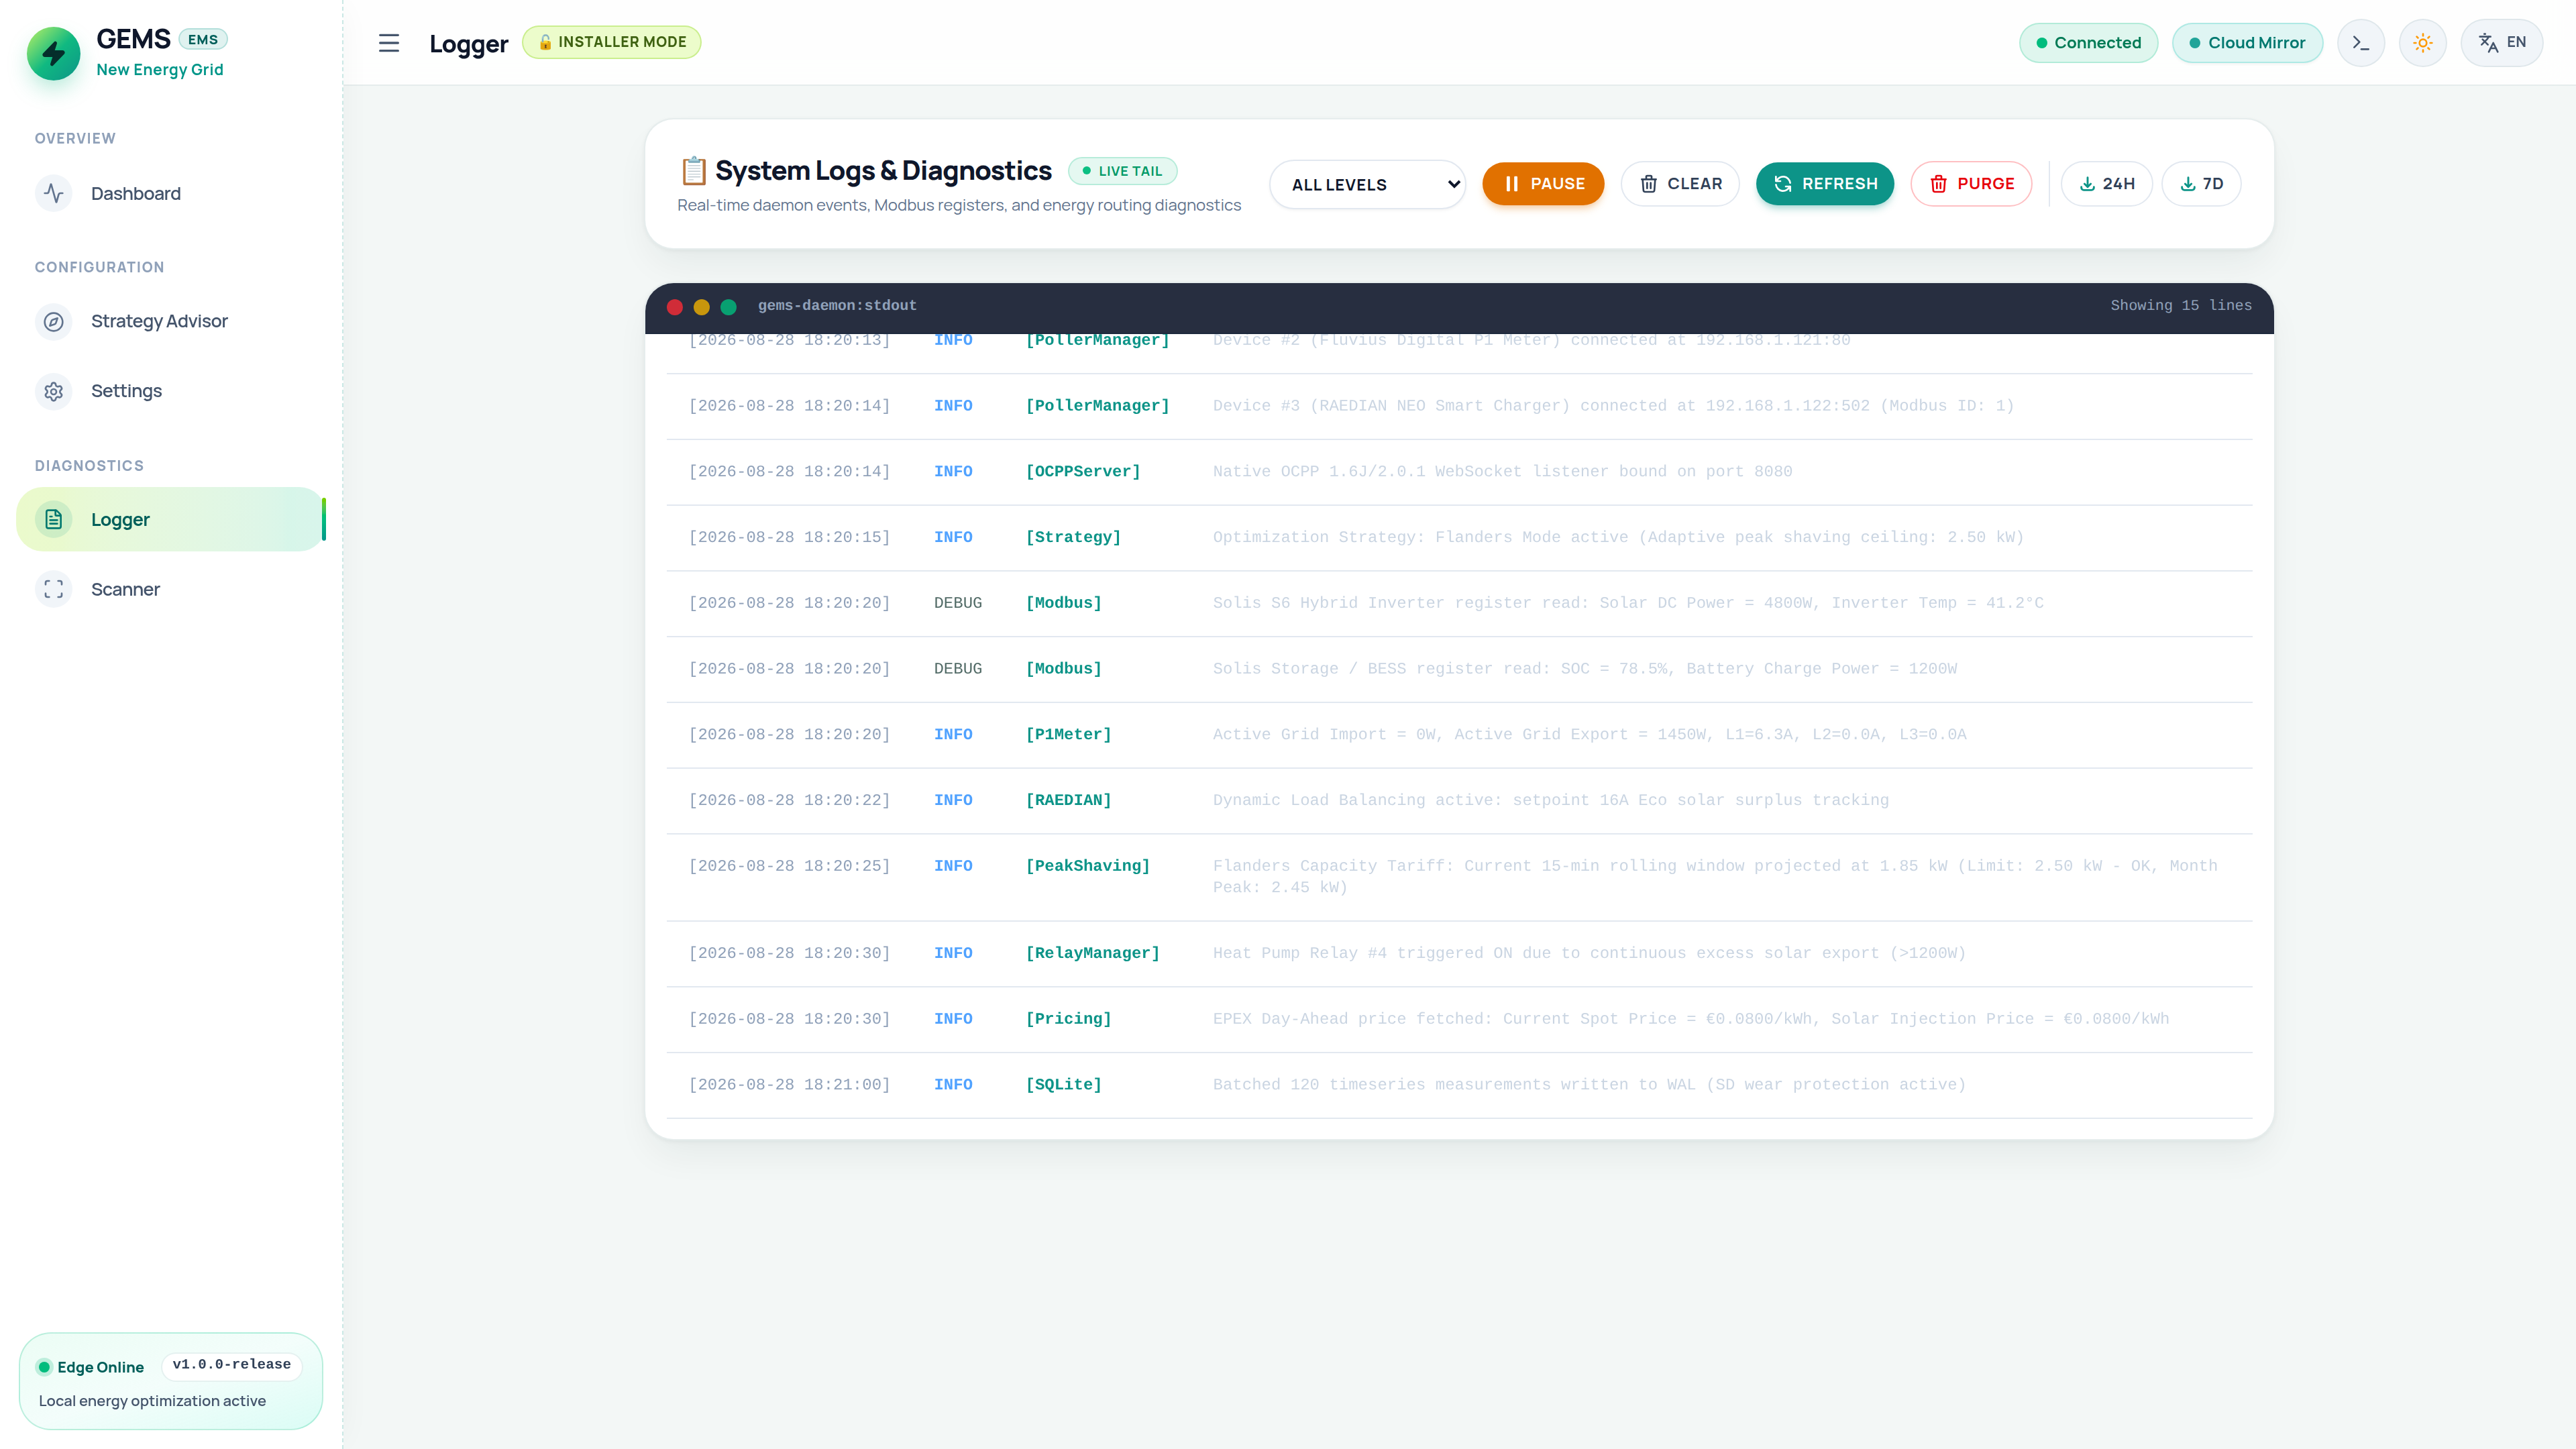 GEMS EMS
New Energy Grid
OVERVIEW
Dashboard
CONFIGURATION
Strategy Advisor
Settings
DIAGNOSTICS
Logger
Scanner
Edge Online v1.0.0-release
Local energy optimization active
Logger INSTALLER MODE
Connected Cloud Mirror EN
System Logs & Diagnostics LIVE TAIL
Real-time daemon events, Modbus registers, and energy routing diagnostics
ALL LEVELS PAUSE CLEAR REFRESH PURGE 24H 7D
gems-daemon:stdout Showing 15 lines
[2026-08-28 18:20:13] INFO [PollerManager] Device #2 (Fluvius Digital P1 Meter) connected at 192.168.1.121:80
[2026-08-28 18:20:14] INFO [PollerManager] Device #3 (RAEDIAN NEO Smart Charger) connected at 192.168.1.122:502 (Modbus ID: 1)
[2026-08-28 18:20:14] INFO [OCPPServer] Native OCPP 1.6J/2.0.1 WebSocket listener bound on port 8080
[2026-08-28 18:20:15] INFO [Strategy] Optimization Strategy: Flanders Mode active (Adaptive peak shaving ceiling: 2.50 kW)
[2026-08-28 18:20:20] DEBUG [Modbus] Solis S6 Hybrid Inverter register read: Solar DC Power = 4800W, Inverter Temp = 41.2°C
[2026-08-28 18:20:20] DEBUG [Modbus] Solis Storage / BESS register read: SOC = 78.5%, Battery Charge Power = 1200W
[2026-08-28 18:20:20] INFO [P1Meter] Active Grid Import = 0W, Active Grid Export = 1450W, L1=6.3A, L2=0.0A, L3=0.0A
[2026-08-28 18:20:22] INFO [RAEDIAN] Dynamic Load Balancing active: setpoint 16A Eco solar surplus tracking
[2026-08-28 18:20:25] INFO [PeakShaving] Flanders Capacity Tariff: Current 15-min rolling window projected at 1.85 kW (Limit: 2.50 kW - OK, Month
Peak: 2.45 kW)
[2026-08-28 18:20:30] INFO [RelayManager] Heat Pump Relay #4 triggered ON due to continuous excess solar export (>1200W)
[2026-08-28 18:20:30] INFO [Pricing] EPEX Day-Ahead price fetched: Current Spot Price = €0.0800/kWh, Solar Injection Price = €0.0800/kWh
[2026-08-28 18:21:00] INFO [SQLite] Batched 120 timeseries measurements written to WAL (SD wear protection active)